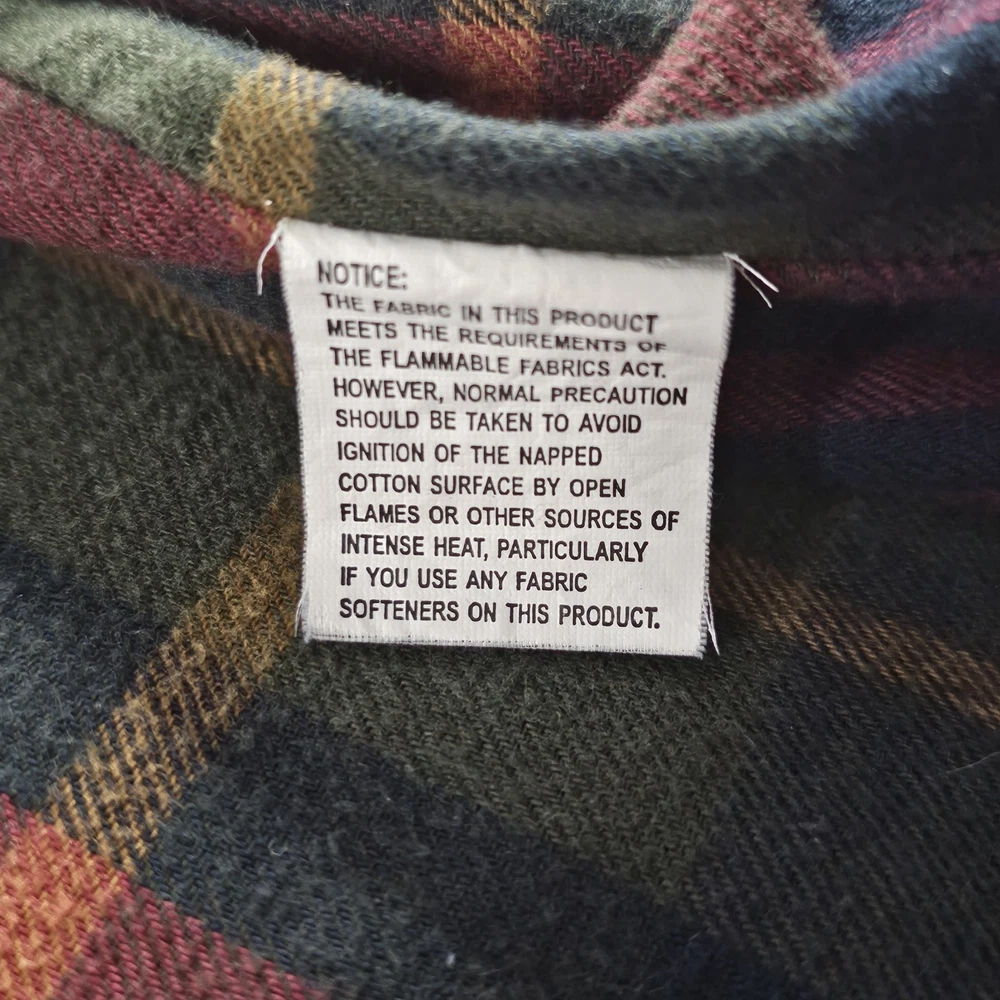 NOTICE:
THE FABRIC IN THIS PRODUCT
MEETS THE REQUIREMENTS OF
THE FLAMMABLE FABRICS ACT.
HOWEVER, NORMAL PRECAUTION
SHOULD BE TAKEN TO AVOID
IGNITION OF THE NAPPED
COTTON SURFACE BY OPEN
FLAMES OR OTHER SOURCES OF
INTENSE HEAT, PARTICULARLY
IF YOU USE ANY FABRIC
SOFTENERS ON THIS PRODUCT.